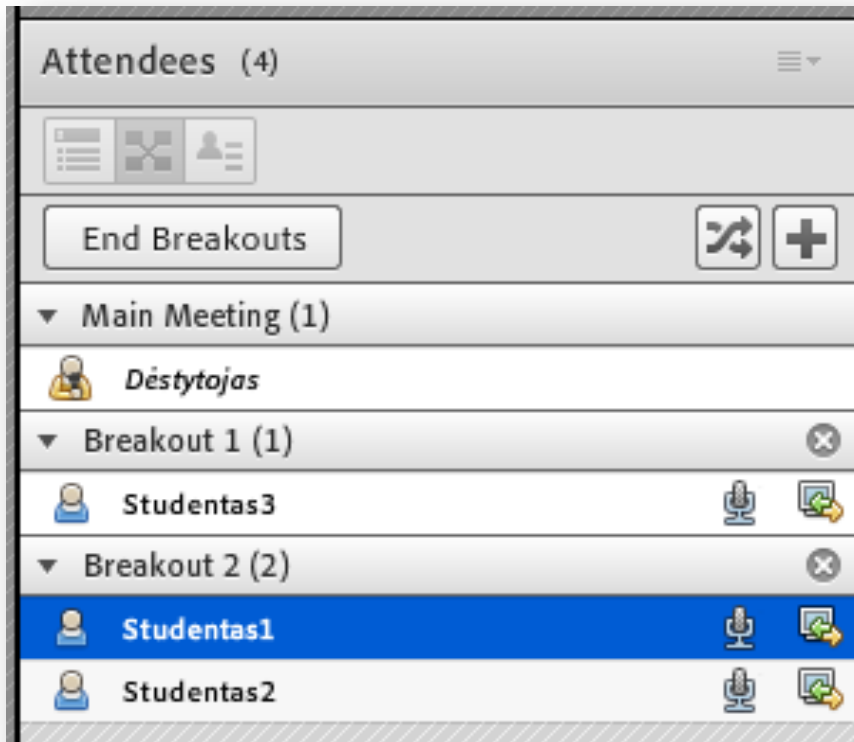 Attendees (4)
End Breakouts
Main Meeting (1)
Dėstytojas
Breakout 1 (1)
Studentas3
Breakout 2 (2)
Studentas1
Studentas2